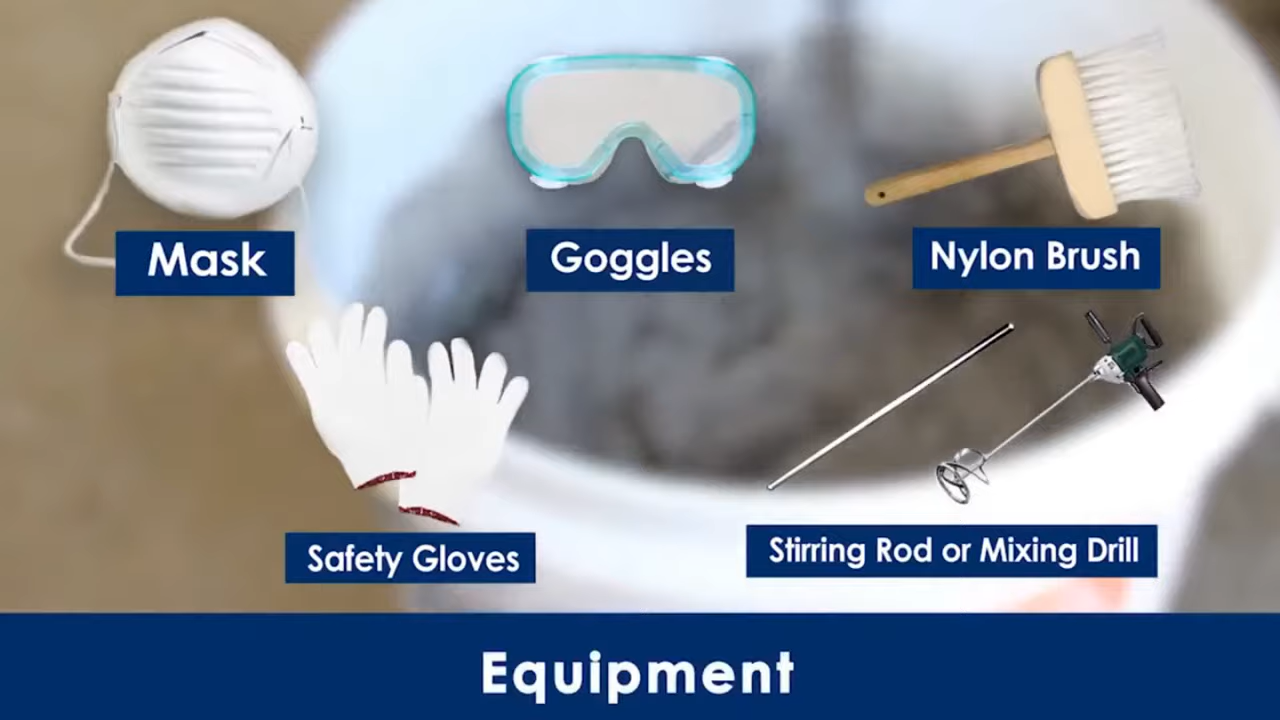 Mask
Goggles
Nylon Brush
Safety Gloves
Stirring Rod or Mixing Drill
Equipment